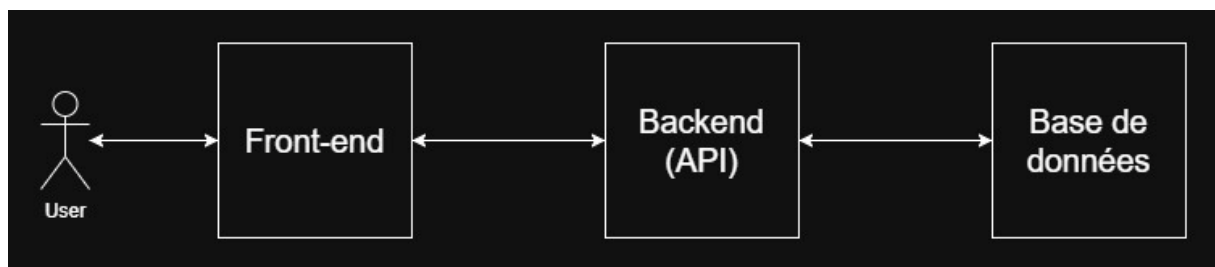 User
Front-end
Backend
(API)
Base de
données